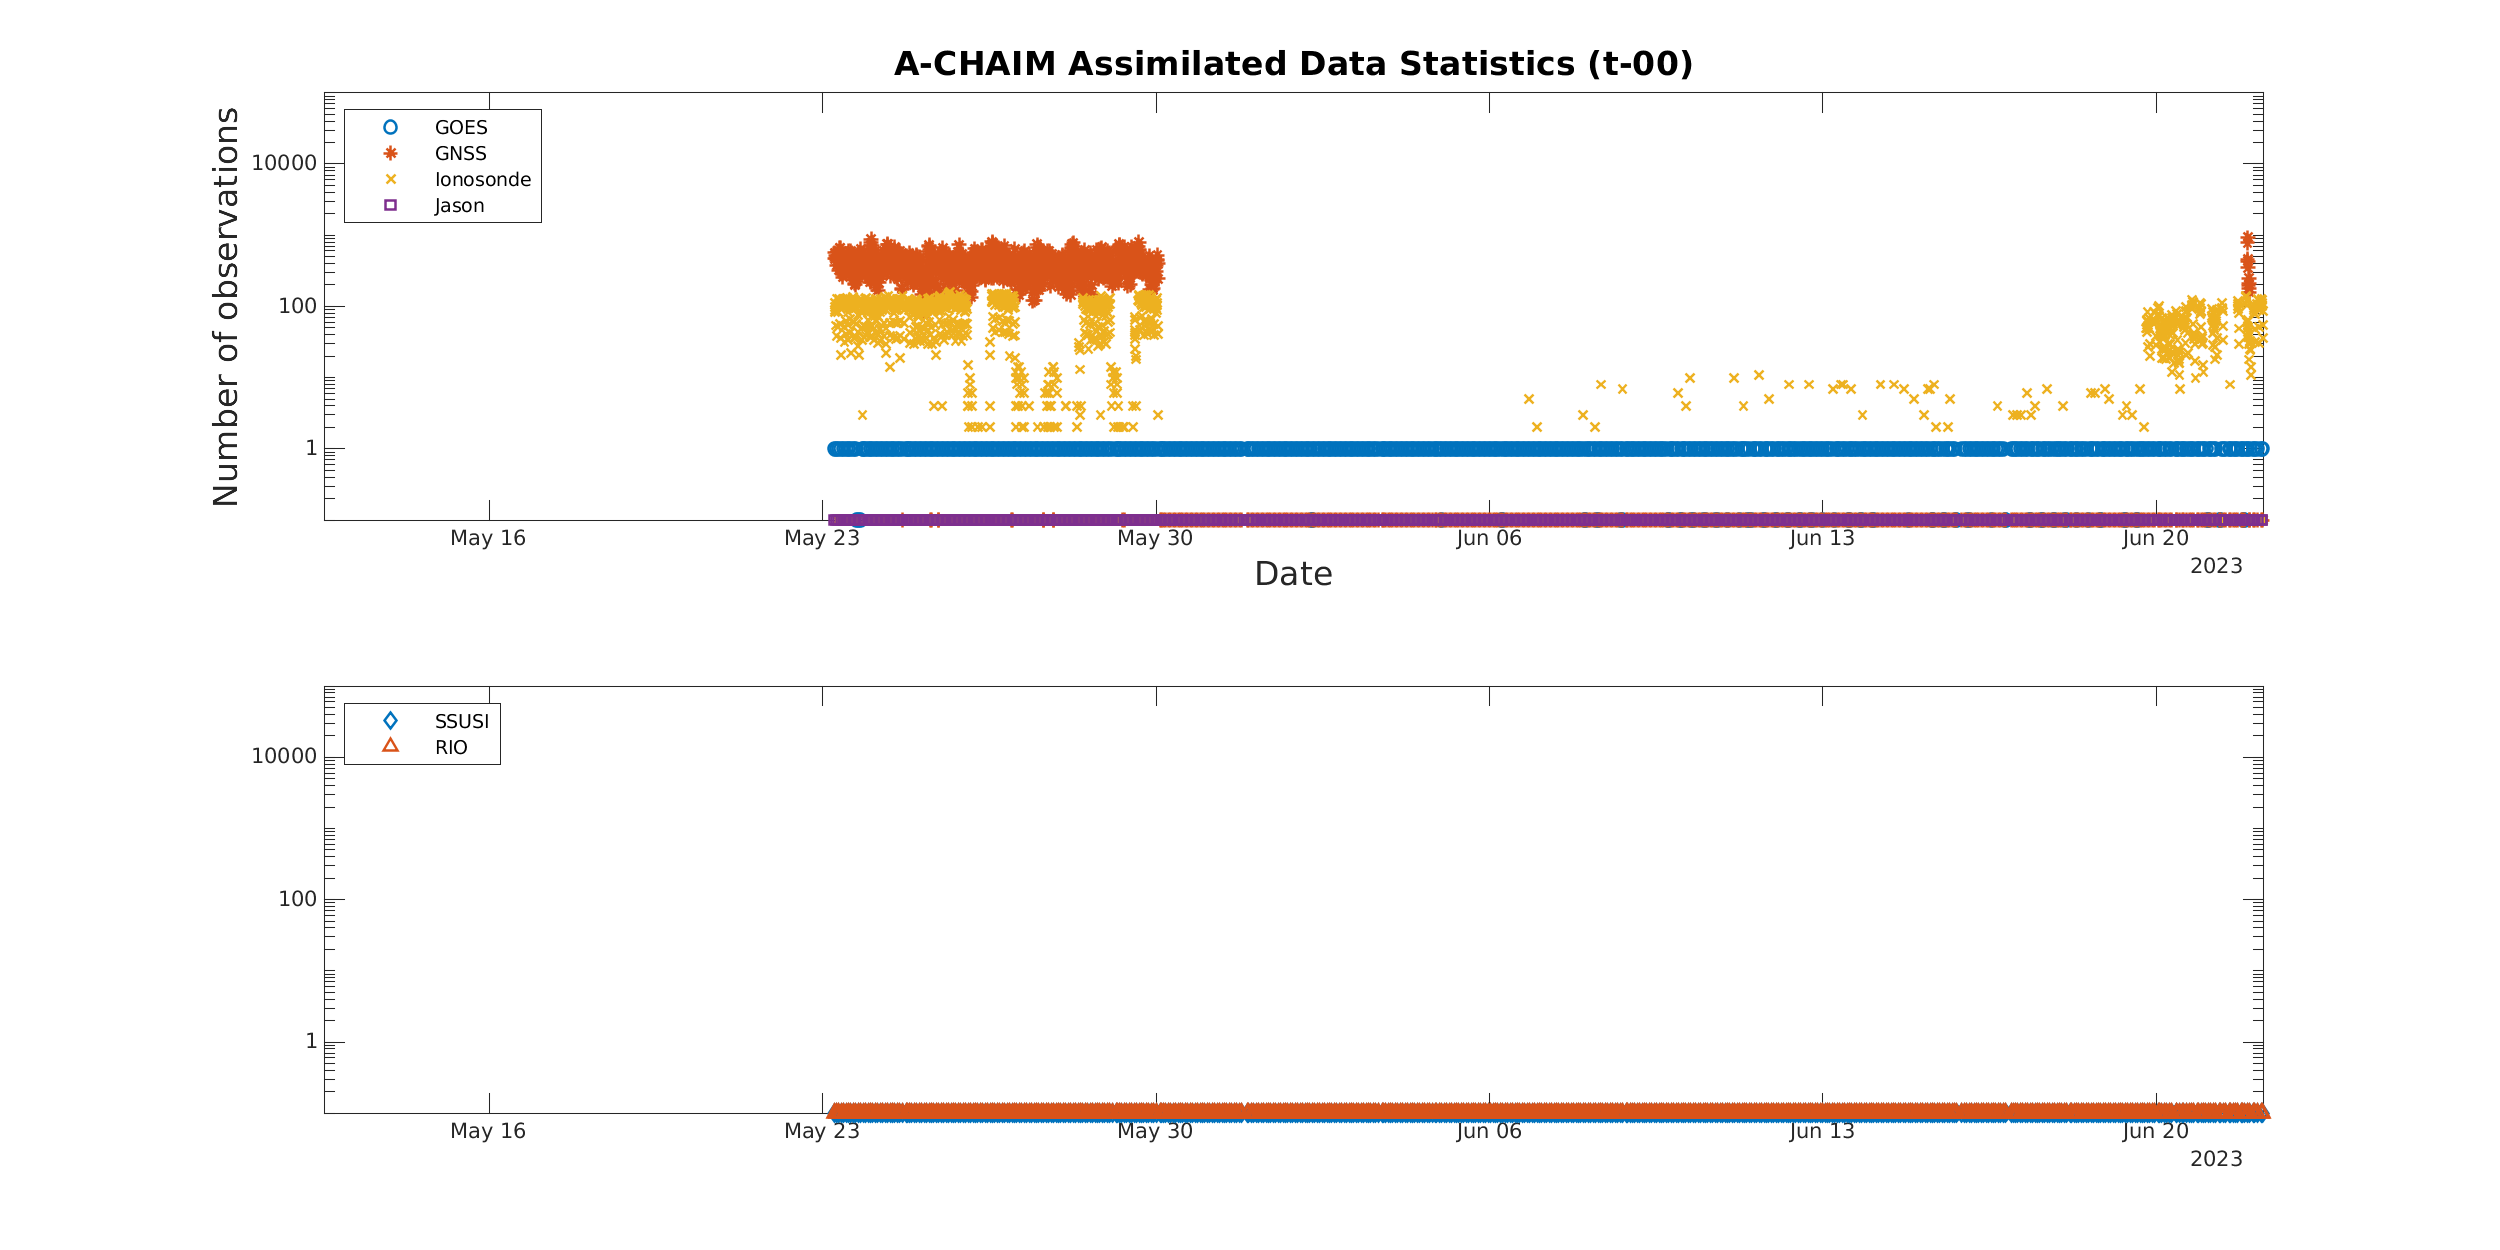 A-CHAIM Assimilated Data Statistics (t-00)
Number of observations
GOES
GNSS
Ionosonde
Jason
10000
100
1
May 16
May 23
May 30
Jun 06
Jun 13
Jun 20
2023
Date
SSUSI
RIO
10000
100
1
May 16
May 23
May 30
Jun 06
Jun 13
Jun 20
2023